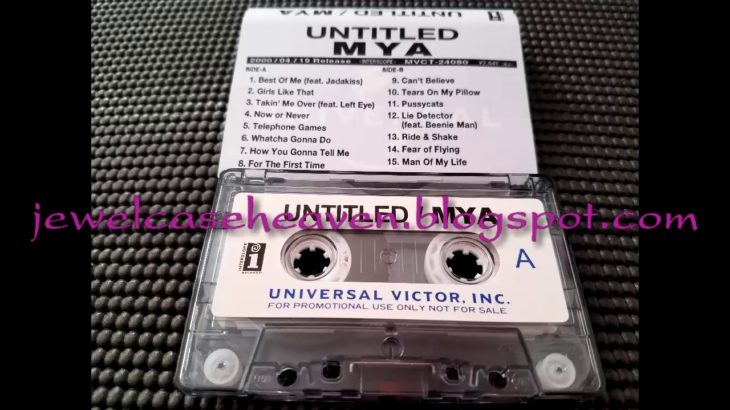 UNTITLED / MYA
UNTITLED
MYA
2000/04/19 Release INTERSCOPE MVCT-24080
SIDE-A
1. Best Of Me (feat. Jadakiss)
2. Girls Like That
3. Takin' Me Over (feat. Left Eye)
4. Now or Never
5. Telephone Games
6. Whatcha Gonna Do
7. How You Gonna Tell Me
8. For The First Time
SIDE-B
9. Can't Believe
10. Tears On My Pillow
11. Pussycats
12. Lie Detector
(feat. Beenie Man)
13. Ride & Shake
14. Fear of Flying
15. Man Of My Life
jewelcaseheaven.blogspot.com
UNTITLED / MYA
INTERSCOPE
RECORDS
i
A
UNIVERSAL VICTOR, INC.
FOR PROMOTIONAL USE ONLY NOT FOR SALE